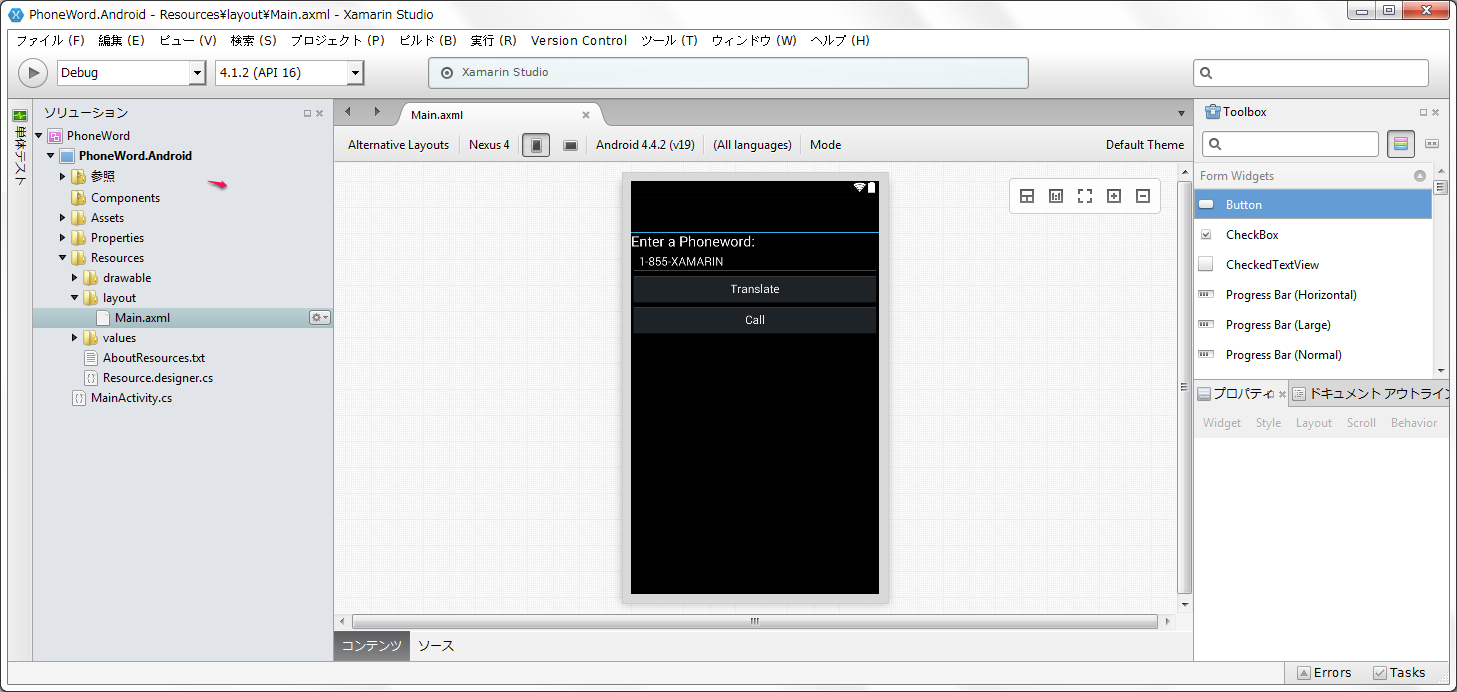 PhoneWord.Android - Resources¥layout¥Main.axml - Xamarin Studio
ファイル (F) 編集 (E) ビュー (V) 検索 (S) プロジェクト (P) ビルド (B) 実行 (R) Version Control ツール (T) ウィンドウ (W) ヘルプ (H)
Debug 4.1.2 (API 16) Xamarin Studio
単体テスト
ソリューション
PhoneWord
PhoneWord.Android
参照
Components
Assets
Properties
Resources
drawable
layout
Main.axml
values
AboutResources.txt
Resource.designer.cs
MainActivity.cs
Main.axml
Alternative Layouts Nexus 4 Android 4.4.2 (v19) (All languages) Mode Default Theme
Enter a Phoneword:
1-855-XAMARIN
Translate
Call
コンテンツ ソース
Toolbox
Form Widgets
Button
CheckBox
CheckedTextView
Progress Bar (Horizontal)
Progress Bar (Large)
Progress Bar (Normal)
プロパティ ドキュメント アウトライン
Widget Style Layout Scroll Behavior
Errors Tasks